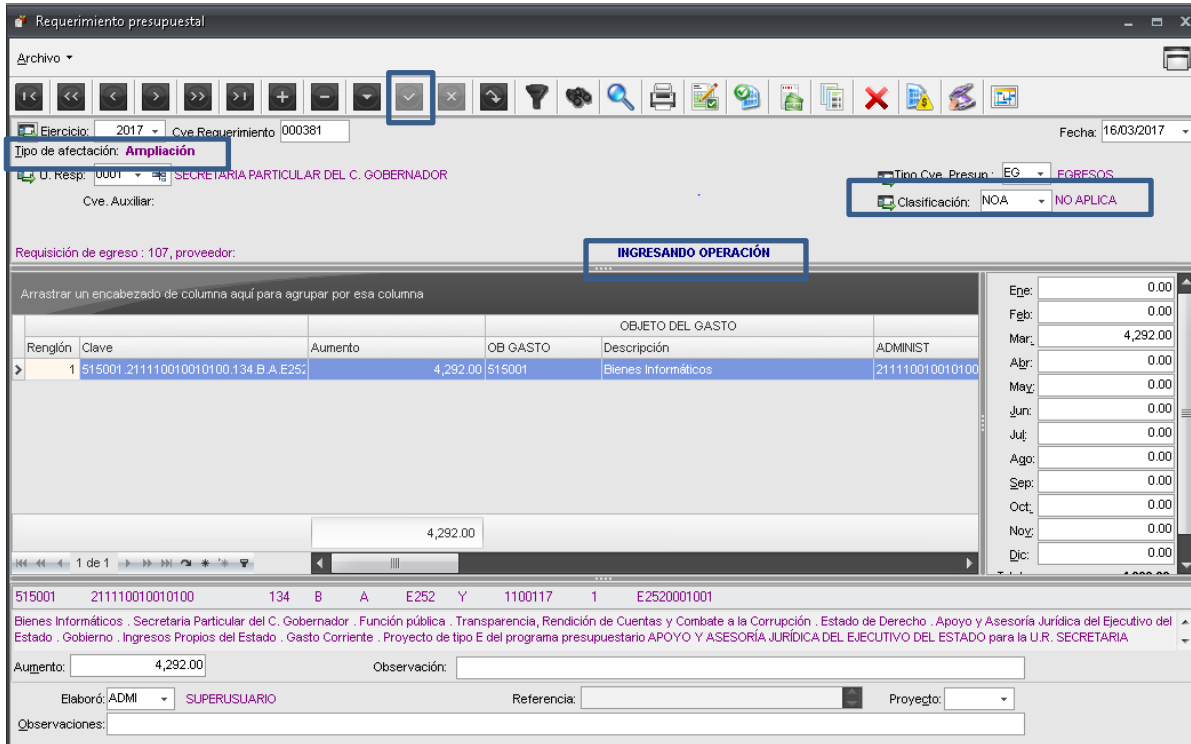 Requerimiento presupuestal
Archivo
Ejercicio: 2017 Cve.Requerimiento 000381 Fecha: 16/03/2017
Tipo de afectación: Ampliación
U. Resp: 0001 SECRETARIA PARTICULAR DEL C. GOBERNADOR Tipo Cve. Presup.: EG EGRESOS
Cve. Auxiliar: Clasificación: NOA NO APLICA
Requisición de egreso : 107, proveedor: INGRESANDO OPERACIÓN
Arrastrar un encabezado de columna aquí para agrupar por esa columna
OBJETO DEL GASTO
Renglón Clave Aumento OB GASTO Descripción ADMINIST
1 515001.211110010010100.134.B.A.E252 4,292.00 515001 Bienes Informáticos 211110010010100
4,292.00
1 de 1
Ene: 0.00
Feb: 0.00
Mar: 4,292.00
Abr: 0.00
May: 0.00
Jun: 0.00
Jul: 0.00
Ago: 0.00
Sep: 0.00
Oct: 0.00
Nov: 0.00
Dic: 0.00
515001 211110010010100 134 B A E252 Y 1100117 1 E2520001001
Bienes Informáticos . Secretaria Particular del C. Gobernador . Función pública . Transparencia, Rendición de Cuentas y Combate a la Corrupción . Estado de Derecho . Apoyo y Asesoría Jurídica del Ejecutivo del
Estado . Gobierno . Ingresos Propios del Estado . Gasto Corriente . Proyecto de tipo E del programa presupuestario APOYO Y ASESORÍA JURÍDICA DEL EJECUTIVO DEL ESTADO para la U.R. SECRETARIA
Aumento: 4,292.00 Observación:
Elaboró: ADMI SUPERUSUARIO Referencia: Proyecto:
Observaciones: